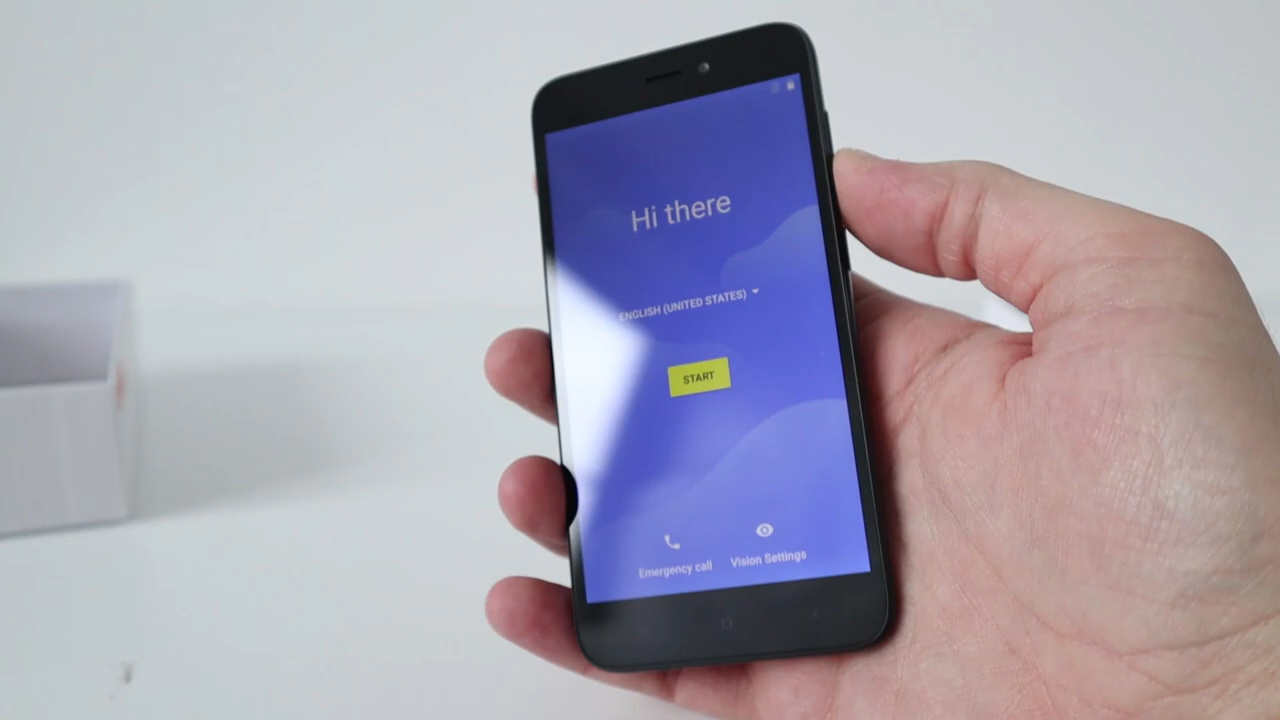 Hi there
ENGLISH (UNITED STATES)
START
Emergency call
Vision Settings